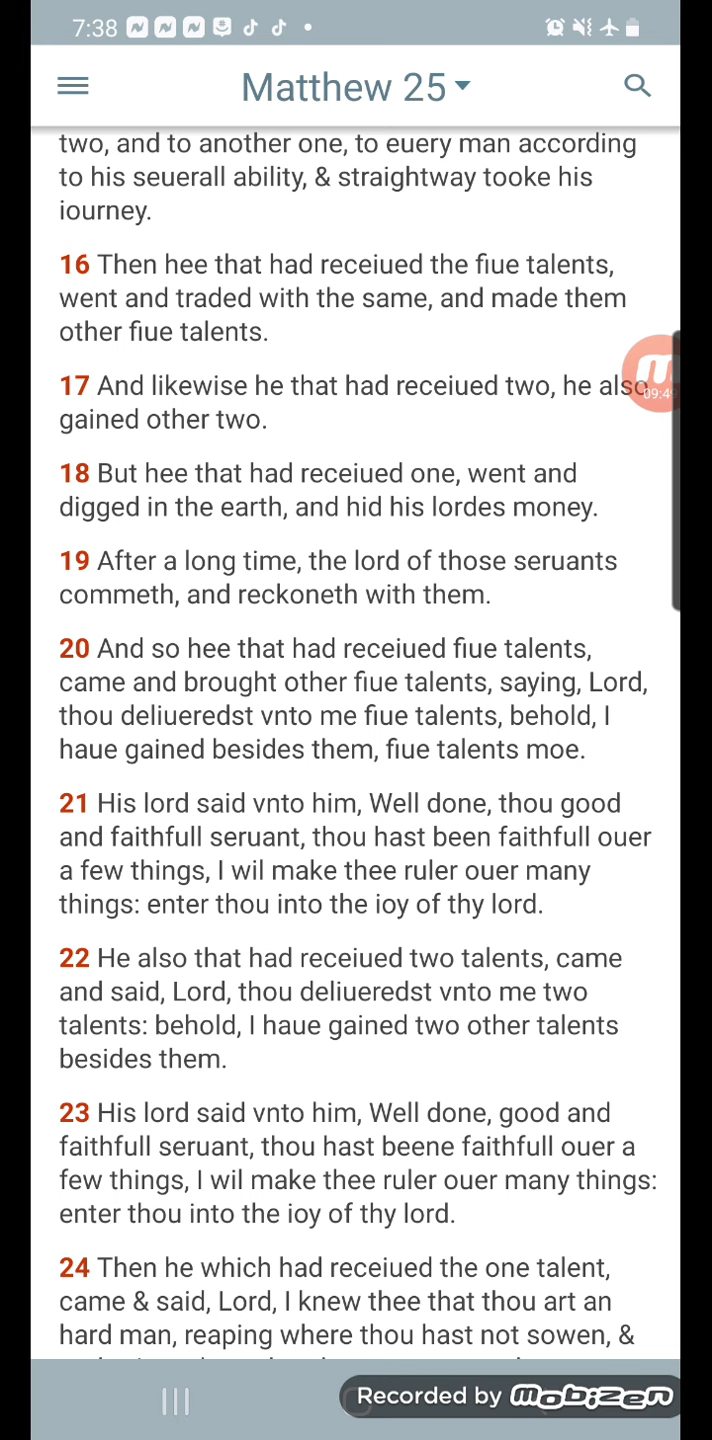 7:38
Matthew 25
two, and to another one, to euery man according
to his seuerall ability, & straightway tooke his
iourney.
16 Then hee that had receiued the fiue talents,
went and traded with the same, and made them
other fiue talents.
17 And likewise he that had receiued two, he also
09:49
gained other two.
18 But hee that had receiued one, went and
digged in the earth, and hid his lordes money.
19 After a long time, the lord of those seruants
commeth, and reckoneth with them.
20 And so hee that had receiued fiue talents,
came and brought other fiue talents, saying, Lord,
thou deliueredst vnto me fiue talents, behold, I
haue gained besides them, fiue talents moe.
21 His lord said vnto him, Well done, thou good
and faithfull seruant, thou hast been faithfull ouer
a few things, I wil make thee ruler ouer many
things: enter thou into the ioy of thy lord.
22 He also that had receiued two talents, came
and said, Lord, thou deliueredst vnto me two
talents: behold, I haue gained two other talents
besides them.
23 His lord said vnto him, Well done, good and
faithfull seruant, thou hast beene faithfull ouer a
few things, I wil make thee ruler ouer many things:
enter thou into the ioy of thy lord.
24 Then he which had receiued the one talent,
came & said, Lord, I knew thee that thou art an
hard man, reaping where thou hast not sowen, &
Recorded by Mobizen